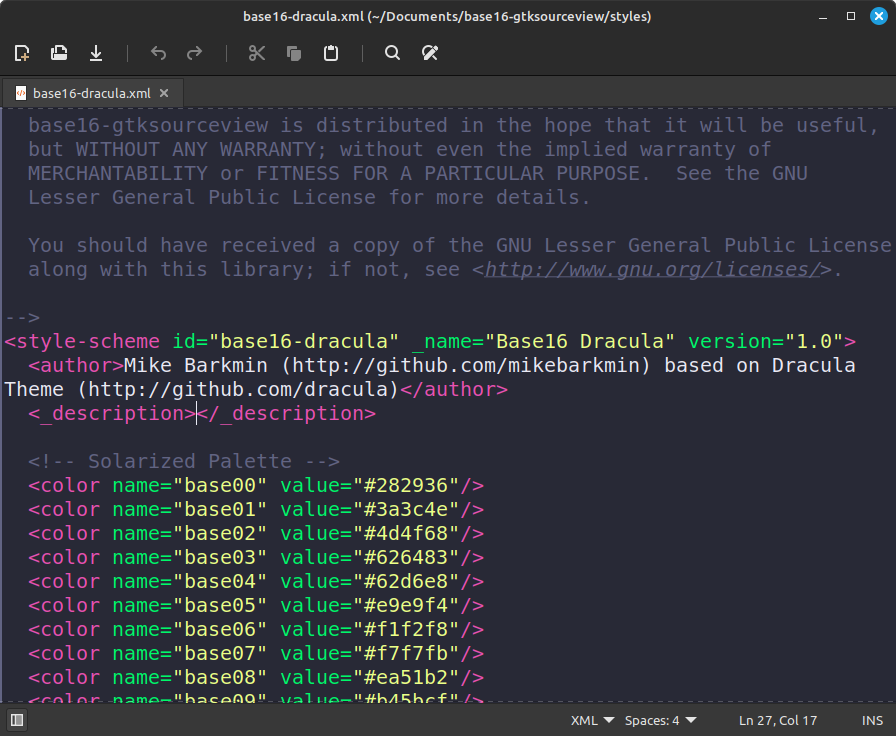 base16-dracula.xml (~/Documents/base16-gtksourceview/styles)
base16-dracula.xml
base16-gtksourceview is distributed in the hope that it will be useful,
but WITHOUT ANY WARRANTY; without even the implied warranty of
MERCHANTABILITY or FITNESS FOR A PARTICULAR PURPOSE.  See the GNU
Lesser General Public License for more details.
You should have received a copy of the GNU Lesser General Public License
along with this library; if not, see <http://www.gnu.org/licenses/>.
-->
<style-scheme id="base16-dracula" _name="Base16 Dracula" version="1.0">
<author>Mike Barkmin (http://github.com/mikebarkmin) based on Dracula
Theme (http://github.com/dracula)</author>
<_description></_description>
<!-- Solarized Palette -->
<color name="base00" value="#282936"/>
<color name="base01" value="#3a3c4e"/>
<color name="base02" value="#4d4f68"/>
<color name="base03" value="#626483"/>
<color name="base04" value="#62d6e8"/>
<color name="base05" value="#e9e9f4"/>
<color name="base06" value="#f1f2f8"/>
<color name="base07" value="#f7f7fb"/>
<color name="base08" value="#ea51b2"/>
<color name="base09" value="#b45bcf"/>
XML Spaces: 4 Ln 27, Col 17 INS